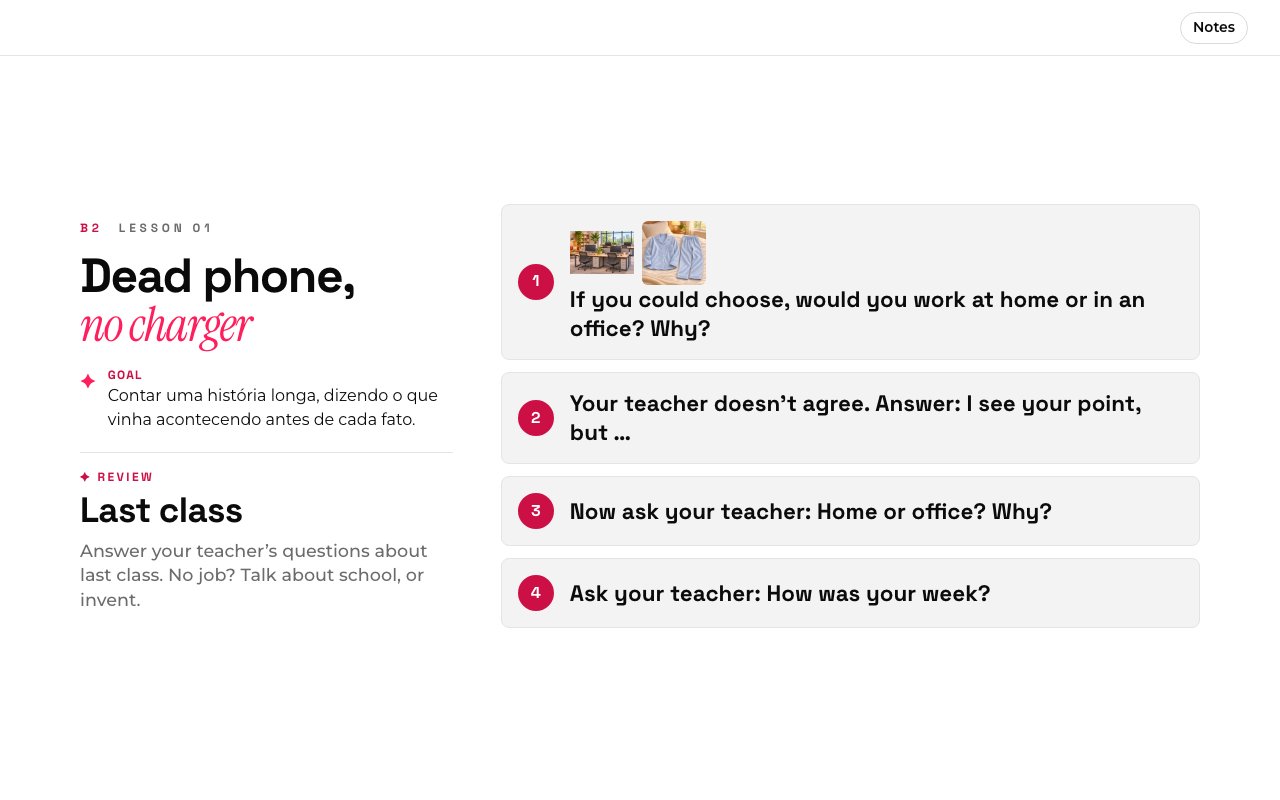 Notes
B2 LESSON 01
Dead phone,
no charger
GOAL
Contar uma história longa, dizendo o que
vinha acontecendo antes de cada fato.
REVIEW
Last class
Answer your teacher’s questions about
last class. No job? Talk about school, or
invent.
1
If you could choose, would you work at home or in an
office? Why?
2
Your teacher doesn’t agree. Answer: I see your point,
but ...
3
Now ask your teacher: Home or office? Why?
4
Ask your teacher: How was your week?